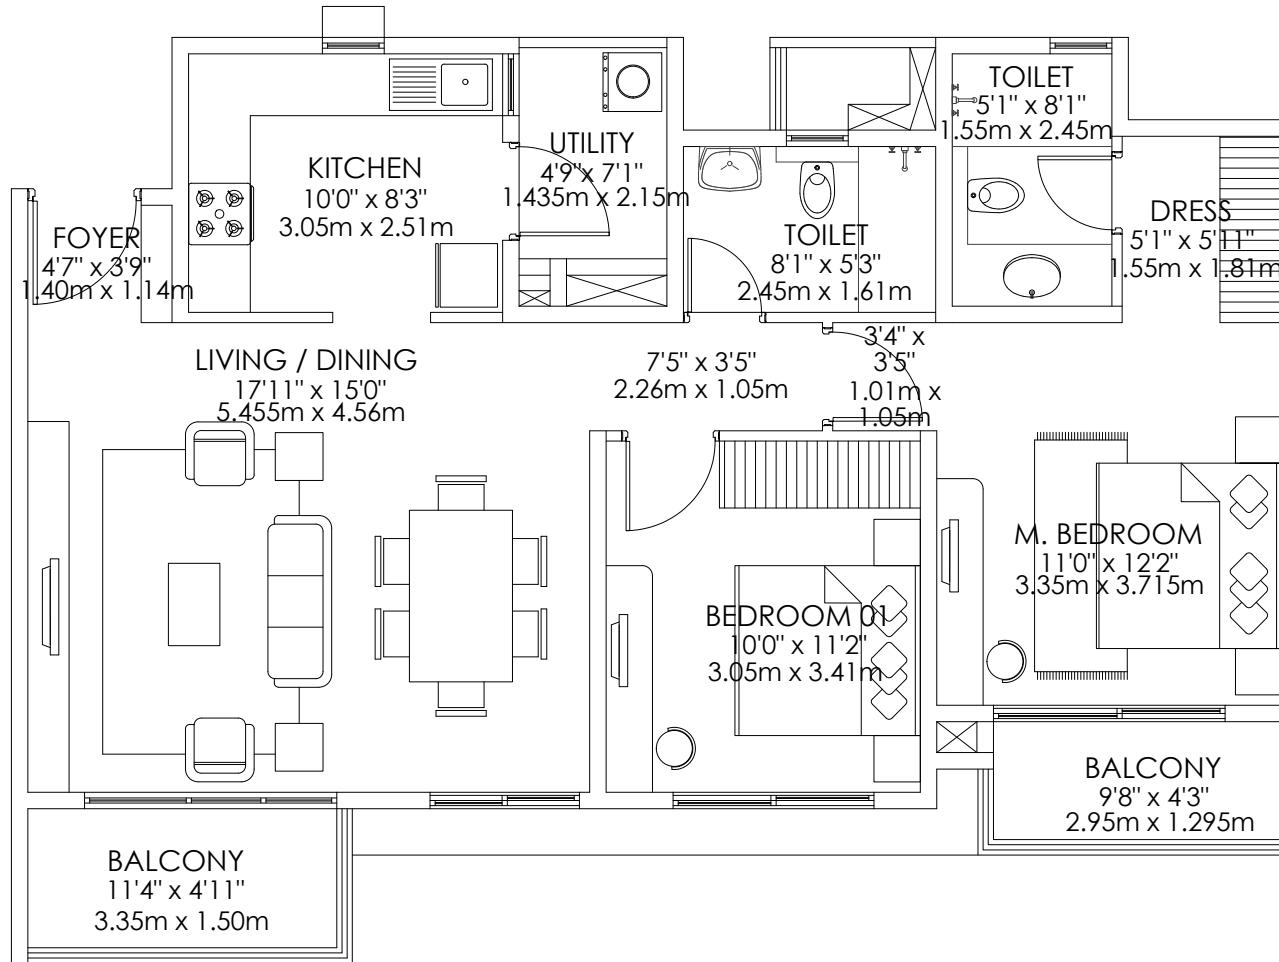 TOILET
5'1" x 8'1"
1.55m x 2.45m
UTILITY
4'9"x 7'1"
1.435m x 2.15m
KITCHEN
10'0" x 8'3"
3.05m x 2.51m
DRESS
5'1" x 5'11"
1.55m x 1.81m
FOYER
4'7" x 3'9"
1.40m x 1.14m
TOILET
8'1" x 5'3"
2.45m x 1.61m
LIVING / DINING
17'11" x 15'0"
5.455m x 4.56m
7'5" x 3'5"
2.26m x 1.05m
3'4" x
3'5"
1.01m x
1.05m
M. BEDROOM
11'0" x 12'2"
3.35m x 3.715m
BEDROOM 01
10'0" x 11'2"
3.05m x 3.41m
BALCONY
9'8" x 4'3"
2.95m x 1.295m
BALCONY
11'4" x 4'11"
3.35m x 1.50m